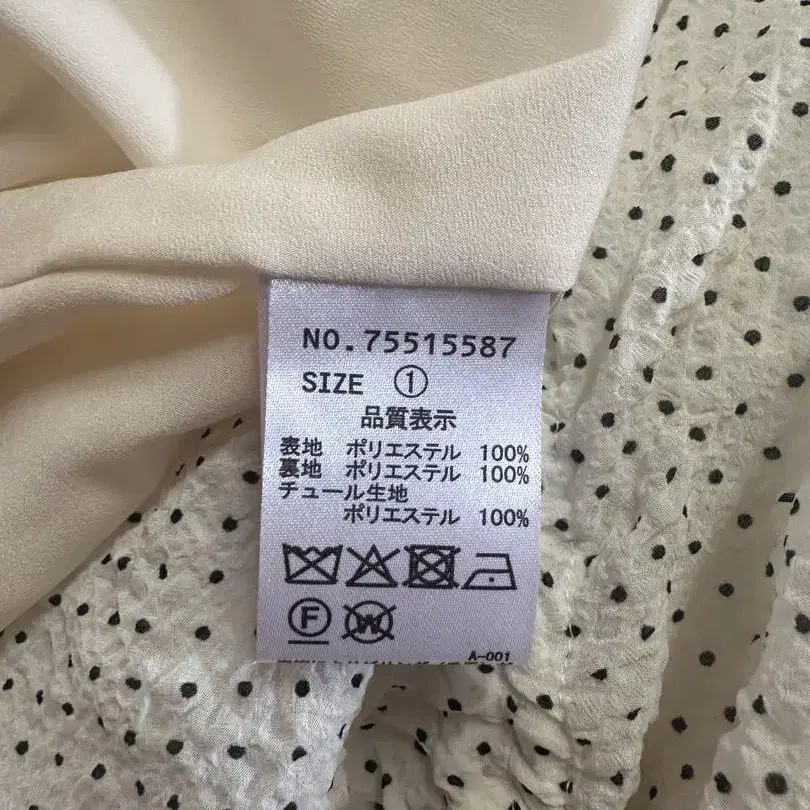 NO.75515587
SIZE ①
品質表示
表地 ポリエステル 100%
裏地 ポリエステル 100%
チュール生地
ポリエステル 100%
F W
A-001